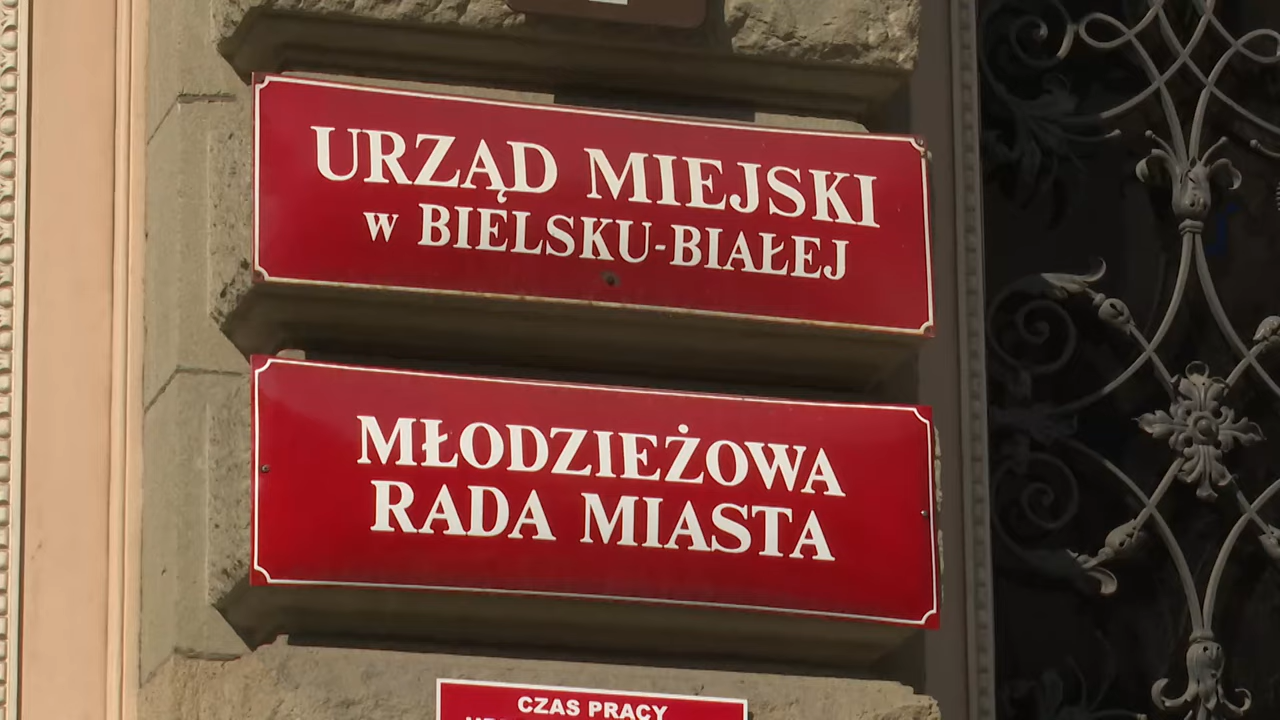 URZĄD MIEJSKI
w BIELSKU-BIAŁEJ
MŁODZIEŻOWA
RADA MIASTA
CZAS PRACY